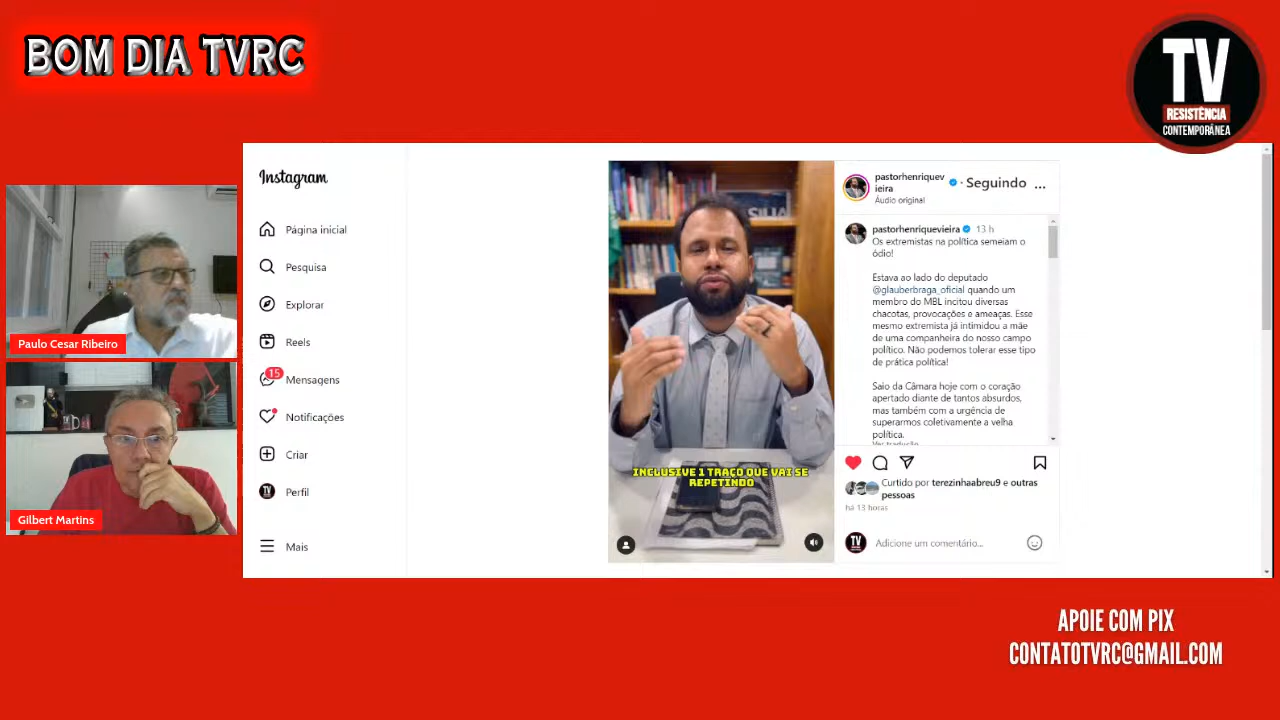 BOM DIA TVRC
TV
RESISTÊNCIA
CONTEMPORÂNEA
Paulo Cesar Ribeiro
Gilbert Martins
Instagram
Página inicial
Pesquisa
Explorar
Reels
15
Mensagens
Notificações
Criar
Perfil
Mais
INCLUSIVE 1 TRAÇO QUE VAI SE
REPETINDO
pastorhenriquev
ieira
· Seguindo
...
Áudio original
pastorhenriquevieira
13 h
Os extremistas na política semeiam o
ódio!
Estava ao lado do deputado
@glauberbraga_oficial quando um
membro do MBL incitou diversas
chacotas, provocações e ameaças. Esse
mesmo extremista já intimidou a mãe
de uma companheira do nosso campo
político. Não podemos tolerar esse tipo
de prática política!
Saio da Câmara hoje com o coração
apertado diante de tantos absurdos,
mas também com a urgência de
superarmos coletivamente a velha
política.
Ver tradução
Curtido por terezinhaabreu9 e outras
pessoas
há 13 horas
TV
Adicione um comentário...
APOIE COM PIX
CONTATOTVRC@GMAIL.COM